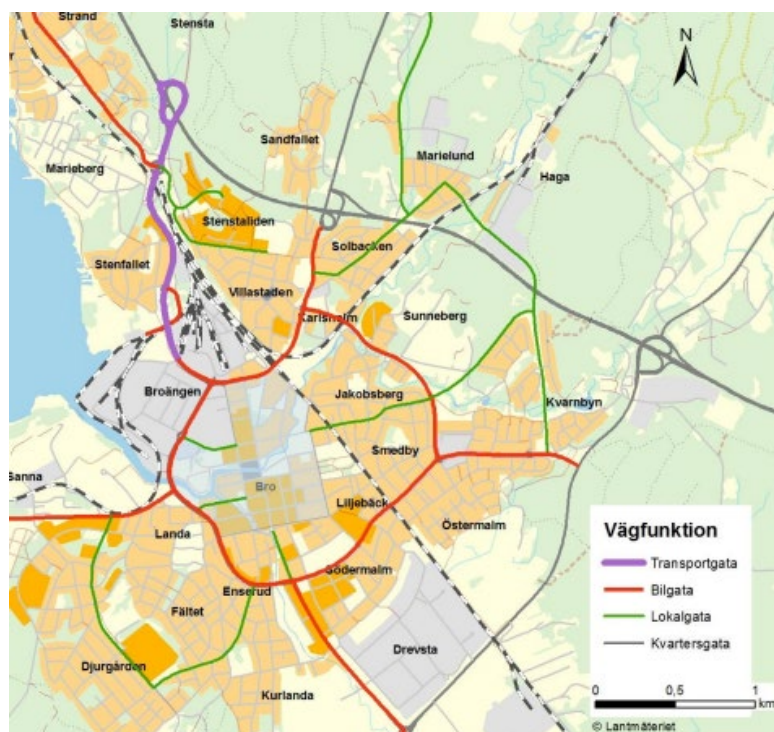 Strand
Stensta
N
Sandfallet
Marieberg
Marielund
Haga
Stenstaliden
Solbacken
Stenfallet
Villastaden
Karlsholm
Sunneberg
Broängen
Jakobsberg
Kvarnbyn
Smedby
Sanna
Bro
Liljebäck
Östermalm
Landa
Södermalm
Enserud
Fältet
Drevsta
Djurgården
Kurlanda
Vägfunktion
Transportgata
Bilgata
Lokalgata
Kvartersgata
0 0,5 1
km
© Lantmäteriet